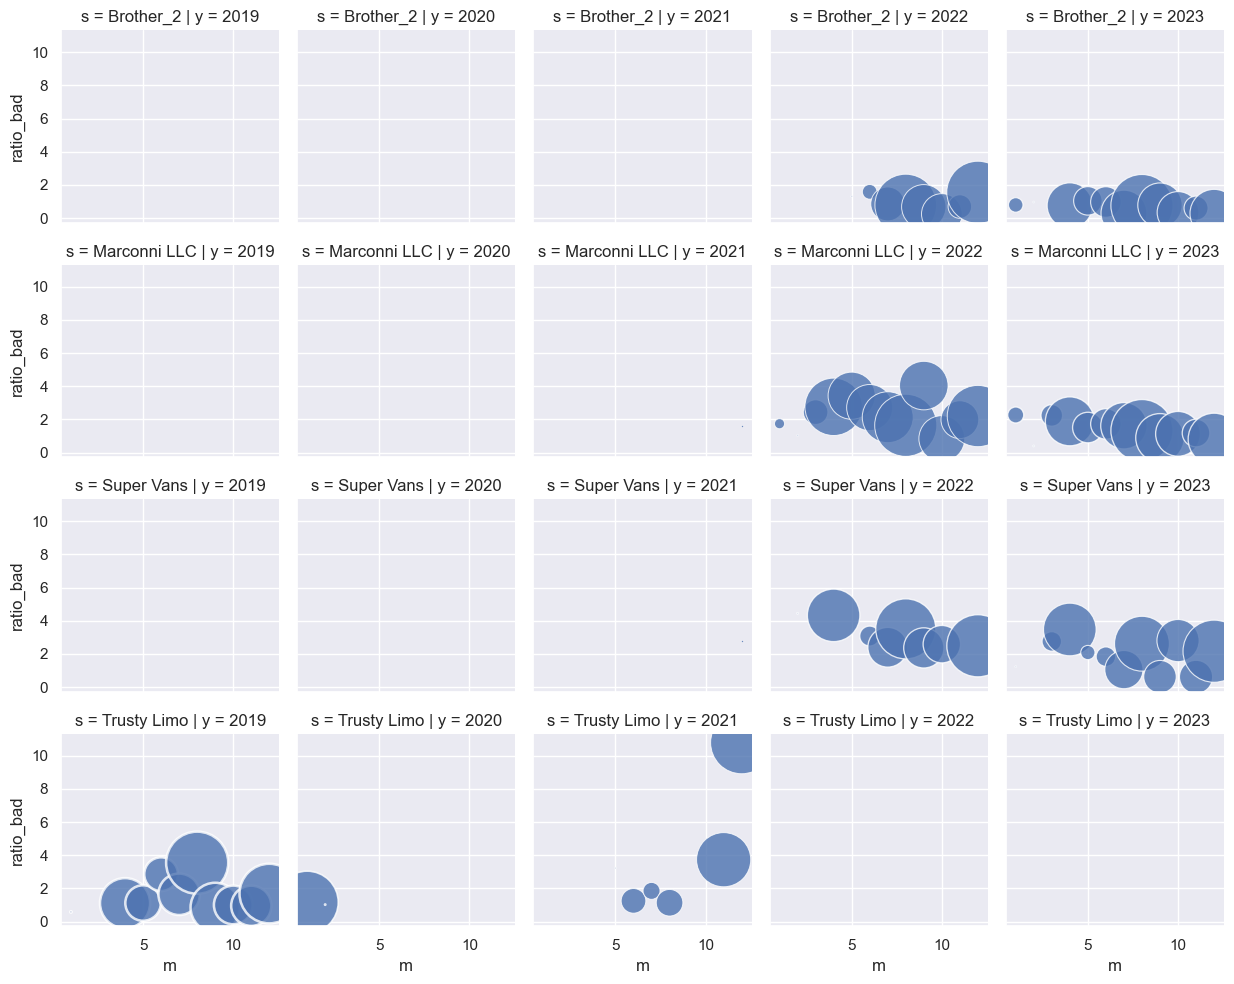 s = Brother_2 | y = 2019 s = Brother_2 | y = 2020 s = Brother_2 | y = 2021 s = Brother_2 | y = 2022 s = Brother_2 | y = 2023
10
8
6
4
2
0
ratio_bad
s = Marconni LLC | y = 2019 s = Marconni LLC | y = 2020 s = Marconni LLC | y = 2021 s = Marconni LLC | y = 2022 s = Marconni LLC | y = 2023
10
8
6
4
2
0
ratio_bad
s = Super Vans | y = 2019 s = Super Vans | y = 2020 s = Super Vans | y = 2021 s = Super Vans | y = 2022 s = Super Vans | y = 2023
10
8
6
4
2
0
ratio_bad
s = Trusty Limo | y = 2019 s = Trusty Limo | y = 2020 s = Trusty Limo | y = 2021 s = Trusty Limo | y = 2022 s = Trusty Limo | y = 2023
10
8
6
4
2
0
ratio_bad
5 10 5 10 5 10 5 10 5 10
m m m m m